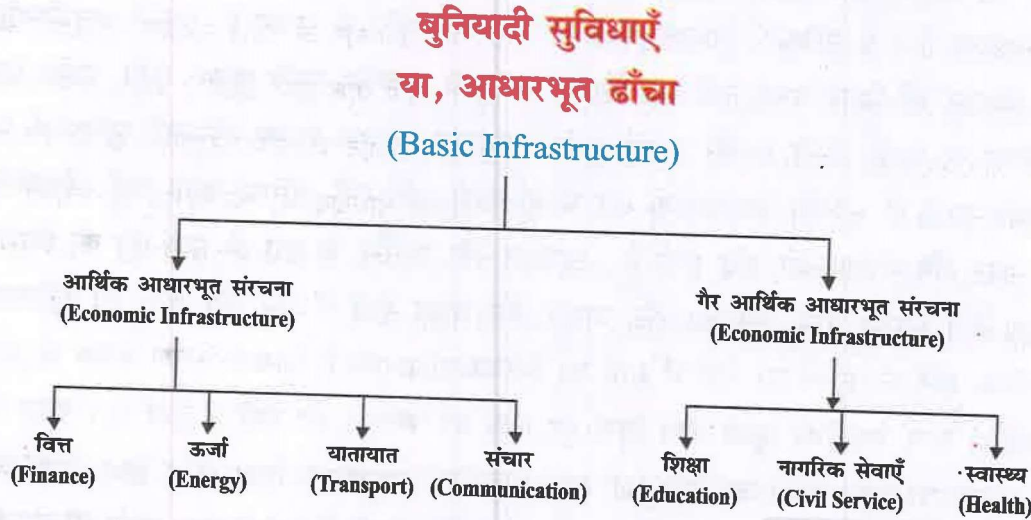 बुनियादी सुविधाएँ
या, आधारभूत ढाँचा
(Basic Infrastructure)
आर्थिक आधारभूत संरचना
(Economic Infrastructure)
गैर आर्थिक आधारभूत संरचना
(Economic Infrastructure)
वित्त
(Finance)
ऊर्जा
(Energy)
यातायात
(Transport)
संचार
(Communication)
शिक्षा
(Education)
नागरिक सेवाएँ
(Civil Service)
स्वास्थ्य
(Health)